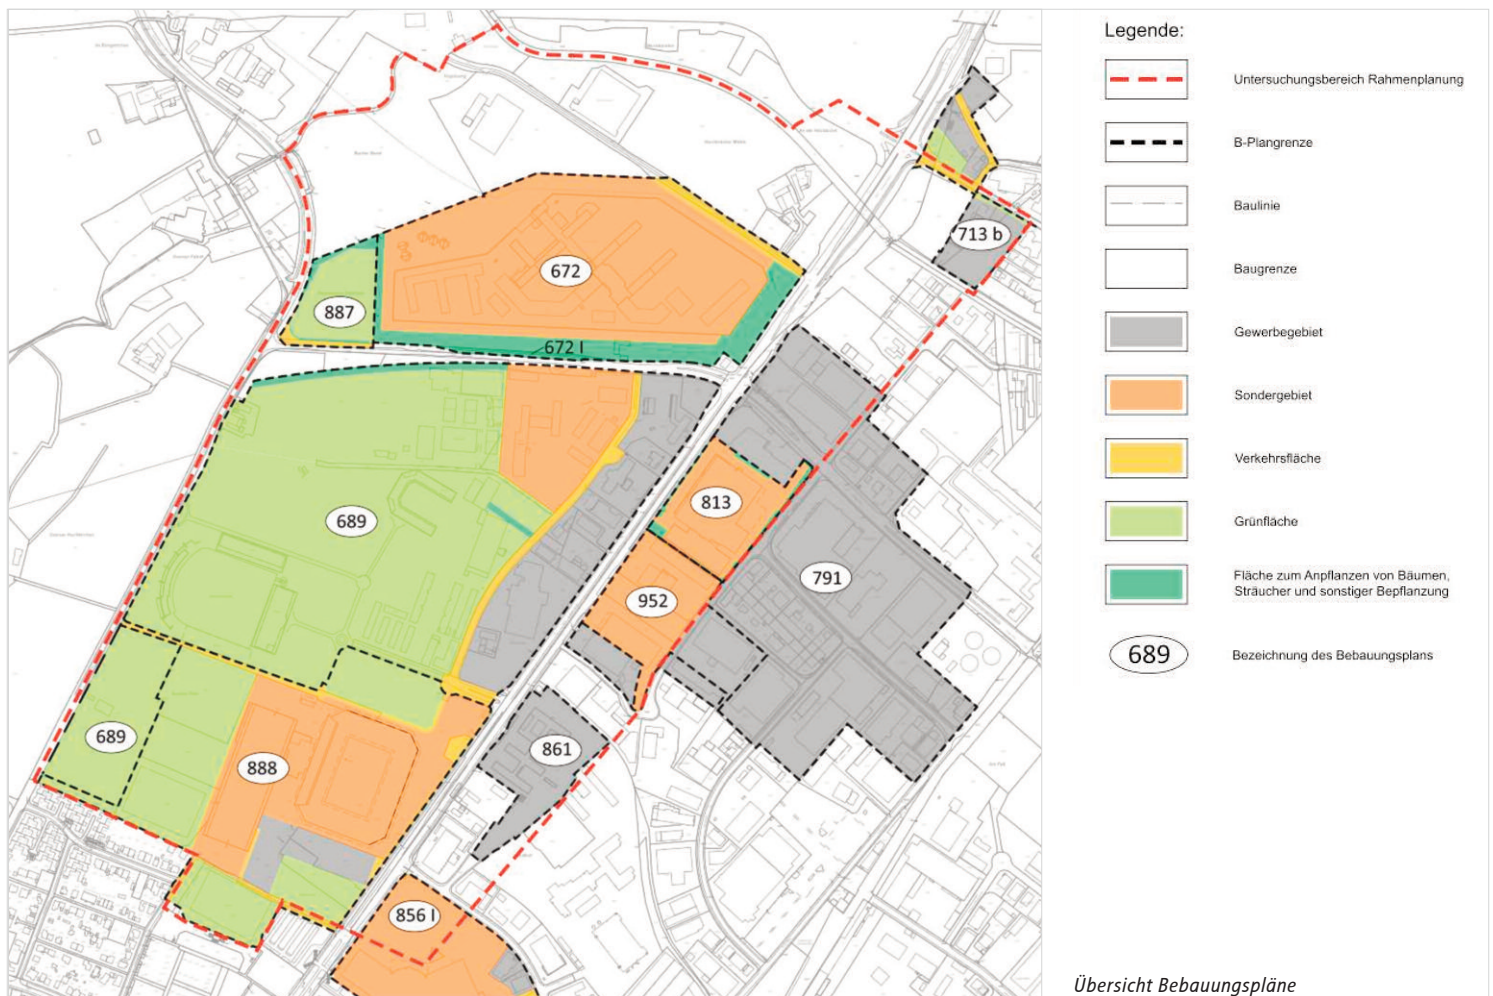 Legende:
Untersuchungsbereich Rahmenplanung
B-Plangrenze
Baulinie
Baugrenze
Gewerbegebiet
Sondergebiet
Verkehrsfläche
Grünfläche
Fläche zum Anpflanzen von Bäumen,
Sträucher und sonstiger Bepflanzung
689
Bezeichnung des Bebauungsplans
713 b
672
887
672 I
813
689
791
952
689
861
888
856 I
Übersicht Bebauungspläne